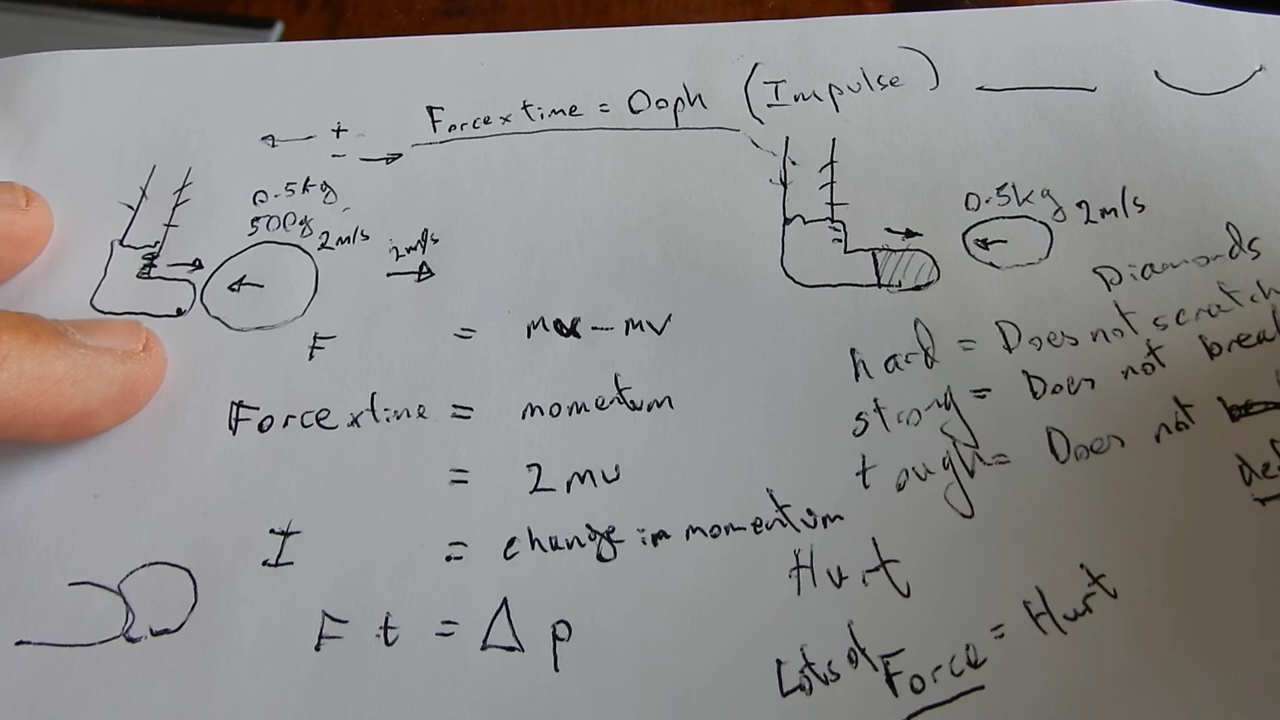 Force x time = Ooph (Impulse)
+
-
0.5kg
500g
2m/s
2m/s
0.5kg
2m/s
F = mu - mv
Force x time = momentum
= 2mu
I = change in momentum
Ft = Δp
Diamonds
hard = Does not scratch
strong = Does not break
tough = Does not
Hurt
Lots of Force = Hurt